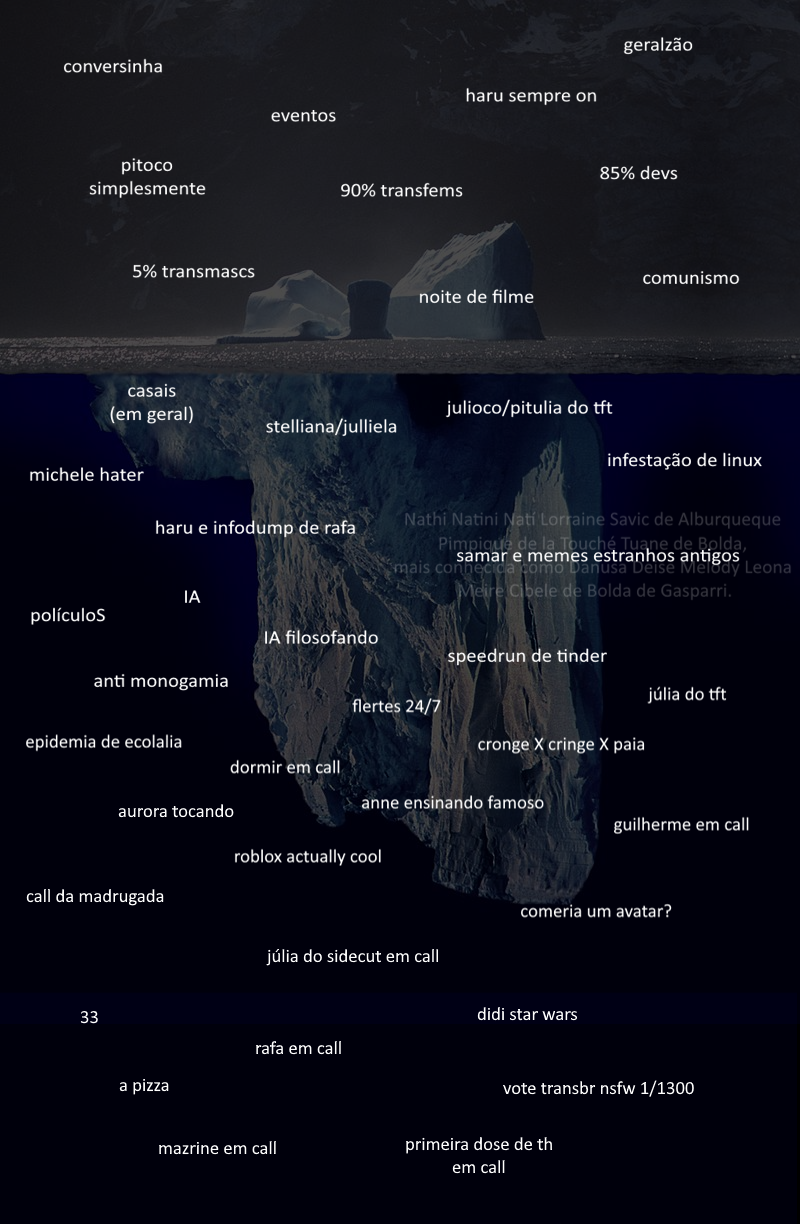 geralzão
conversinha
haru sempre on
eventos
pitoco
simplesmente
85% devs
90% transfems
5% transmascs
comunismo
noite de filme
casais
(em geral)
julioco/pitulia do tft
stelliana/julliela
infestação de linux
michele hater
Nathi Natini Natí Lorraine Savic de Alburqueque
haru e infodump de rafa
Pimpique de la Touché Tuane de Bolda,
samar e memes estranhos antigos
mais conhecida como Danusa Deise Melody Leona
Meire Cibele de Bolda de Gasparri.
IA
polículoS
IA filosofando
speedrun de tinder
anti monogamia
júlia do tft
flertes 24/7
epidemia de ecolalia
cronge X cringe X paia
dormir em call
anne ensinando famoso
aurora tocando
guilherme em call
roblox actually cool
call da madrugada
comeria um avatar?
júlia do sidecut em call
33
didi star wars
rafa em call
a pizza
vote transbr nsfw 1/1300
mazrine em call
primeira dose de th
em call